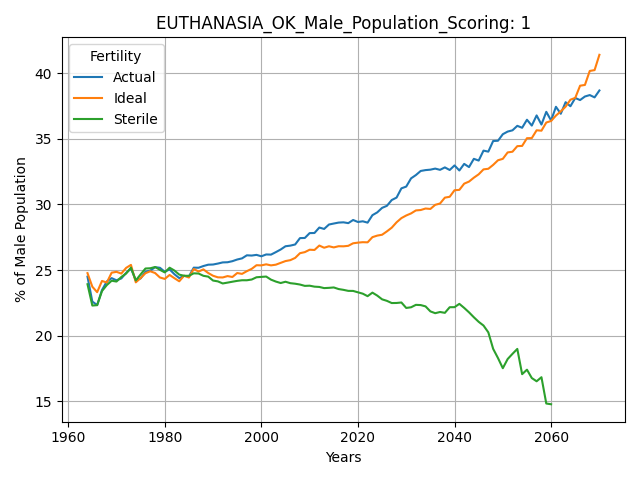 EUTHANASIA_OK_Male_Population_Scoring: 1
Fertility
Actual
Ideal
Sterile
% of Male Population
40
35
30
25
20
15
1960
1980
2000
2020
2040
2060
Years